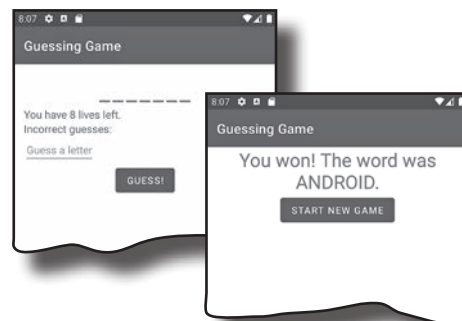 8:07
Guessing Game
_ _ _ _ _ _ _
You have 8 lives left.
Incorrect guesses:
Guess a letter
GUESS!
8:07
Guessing Game
You won! The word was
ANDROID.
START NEW GAME